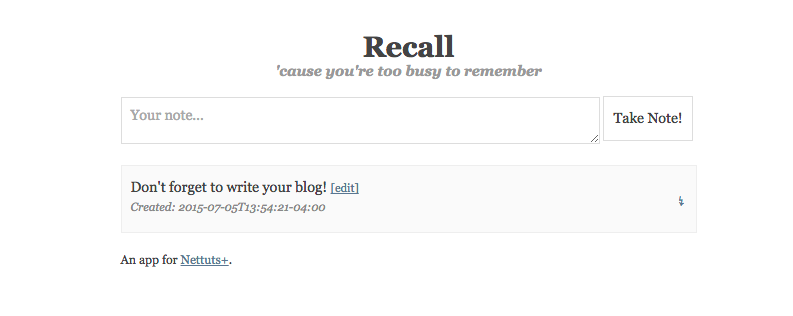 Recall
'cause you're too busy to remember
Your note...
Take Note!
Don't forget to write your blog! [edit]
Created: 2015-07-05T13:54:21-04:00
An app for Nettuts+.